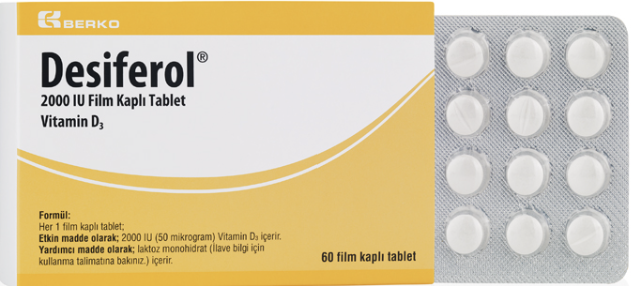 BERKO
Desiferol®
2000 IU Film Kaplı Tablet
Vitamin D₃
Formül:
Her 1 film kaplı tablet;
Etkin madde olarak; 2000 IU (50 mikrogram) Vitamin D₃ içerir.
Yardımcı madde olarak; laktoz monohidrat (İlave bilgi için
kullanma talimatına bakınız.) içerir.
60 film kaplı tablet